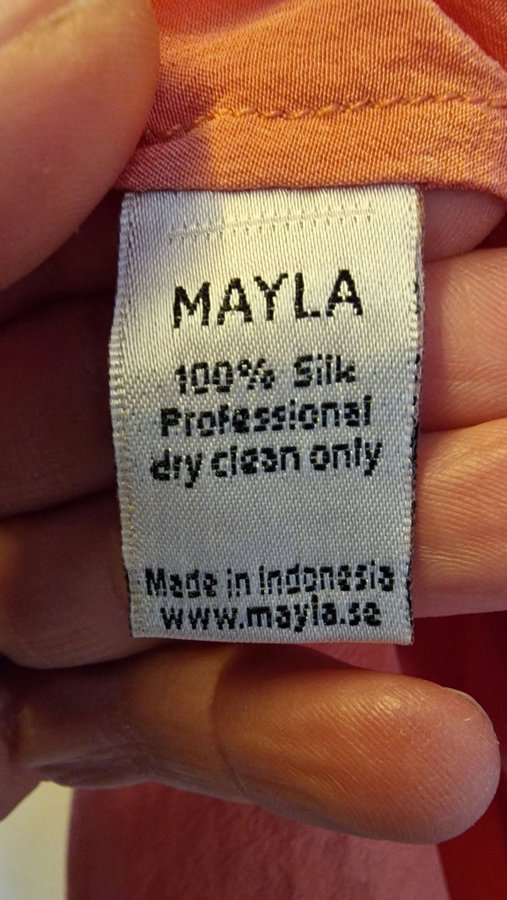 MAYLA
100% Silk
Professional
dry clean only
Made in Indonesia
www.mayla.se